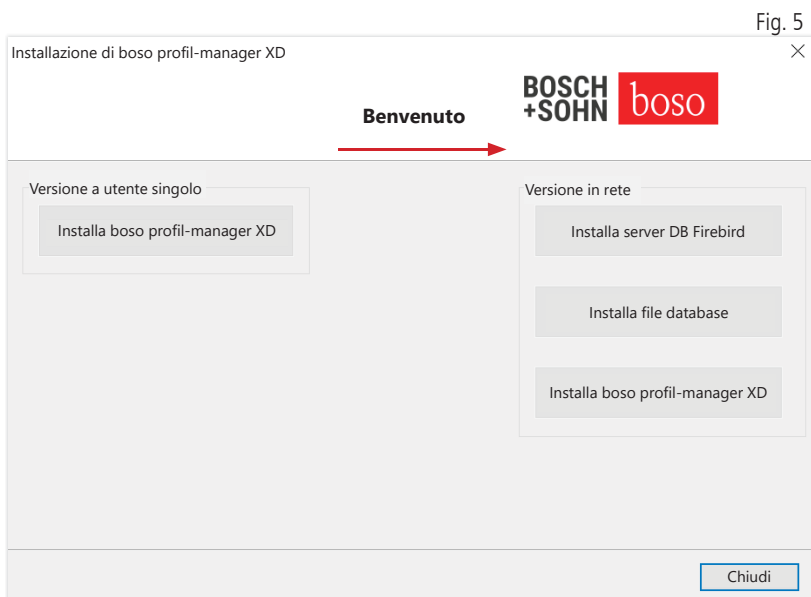 Fig. 5
Installazione di boso profil-manager XD
Benvenuto
BOSCH
+SOHN
boso
Versione a utente singolo
Installa boso profil-manager XD
Versione in rete
Installa server DB Firebird
Installa file database
Installa boso profil-manager XD
Chiudi